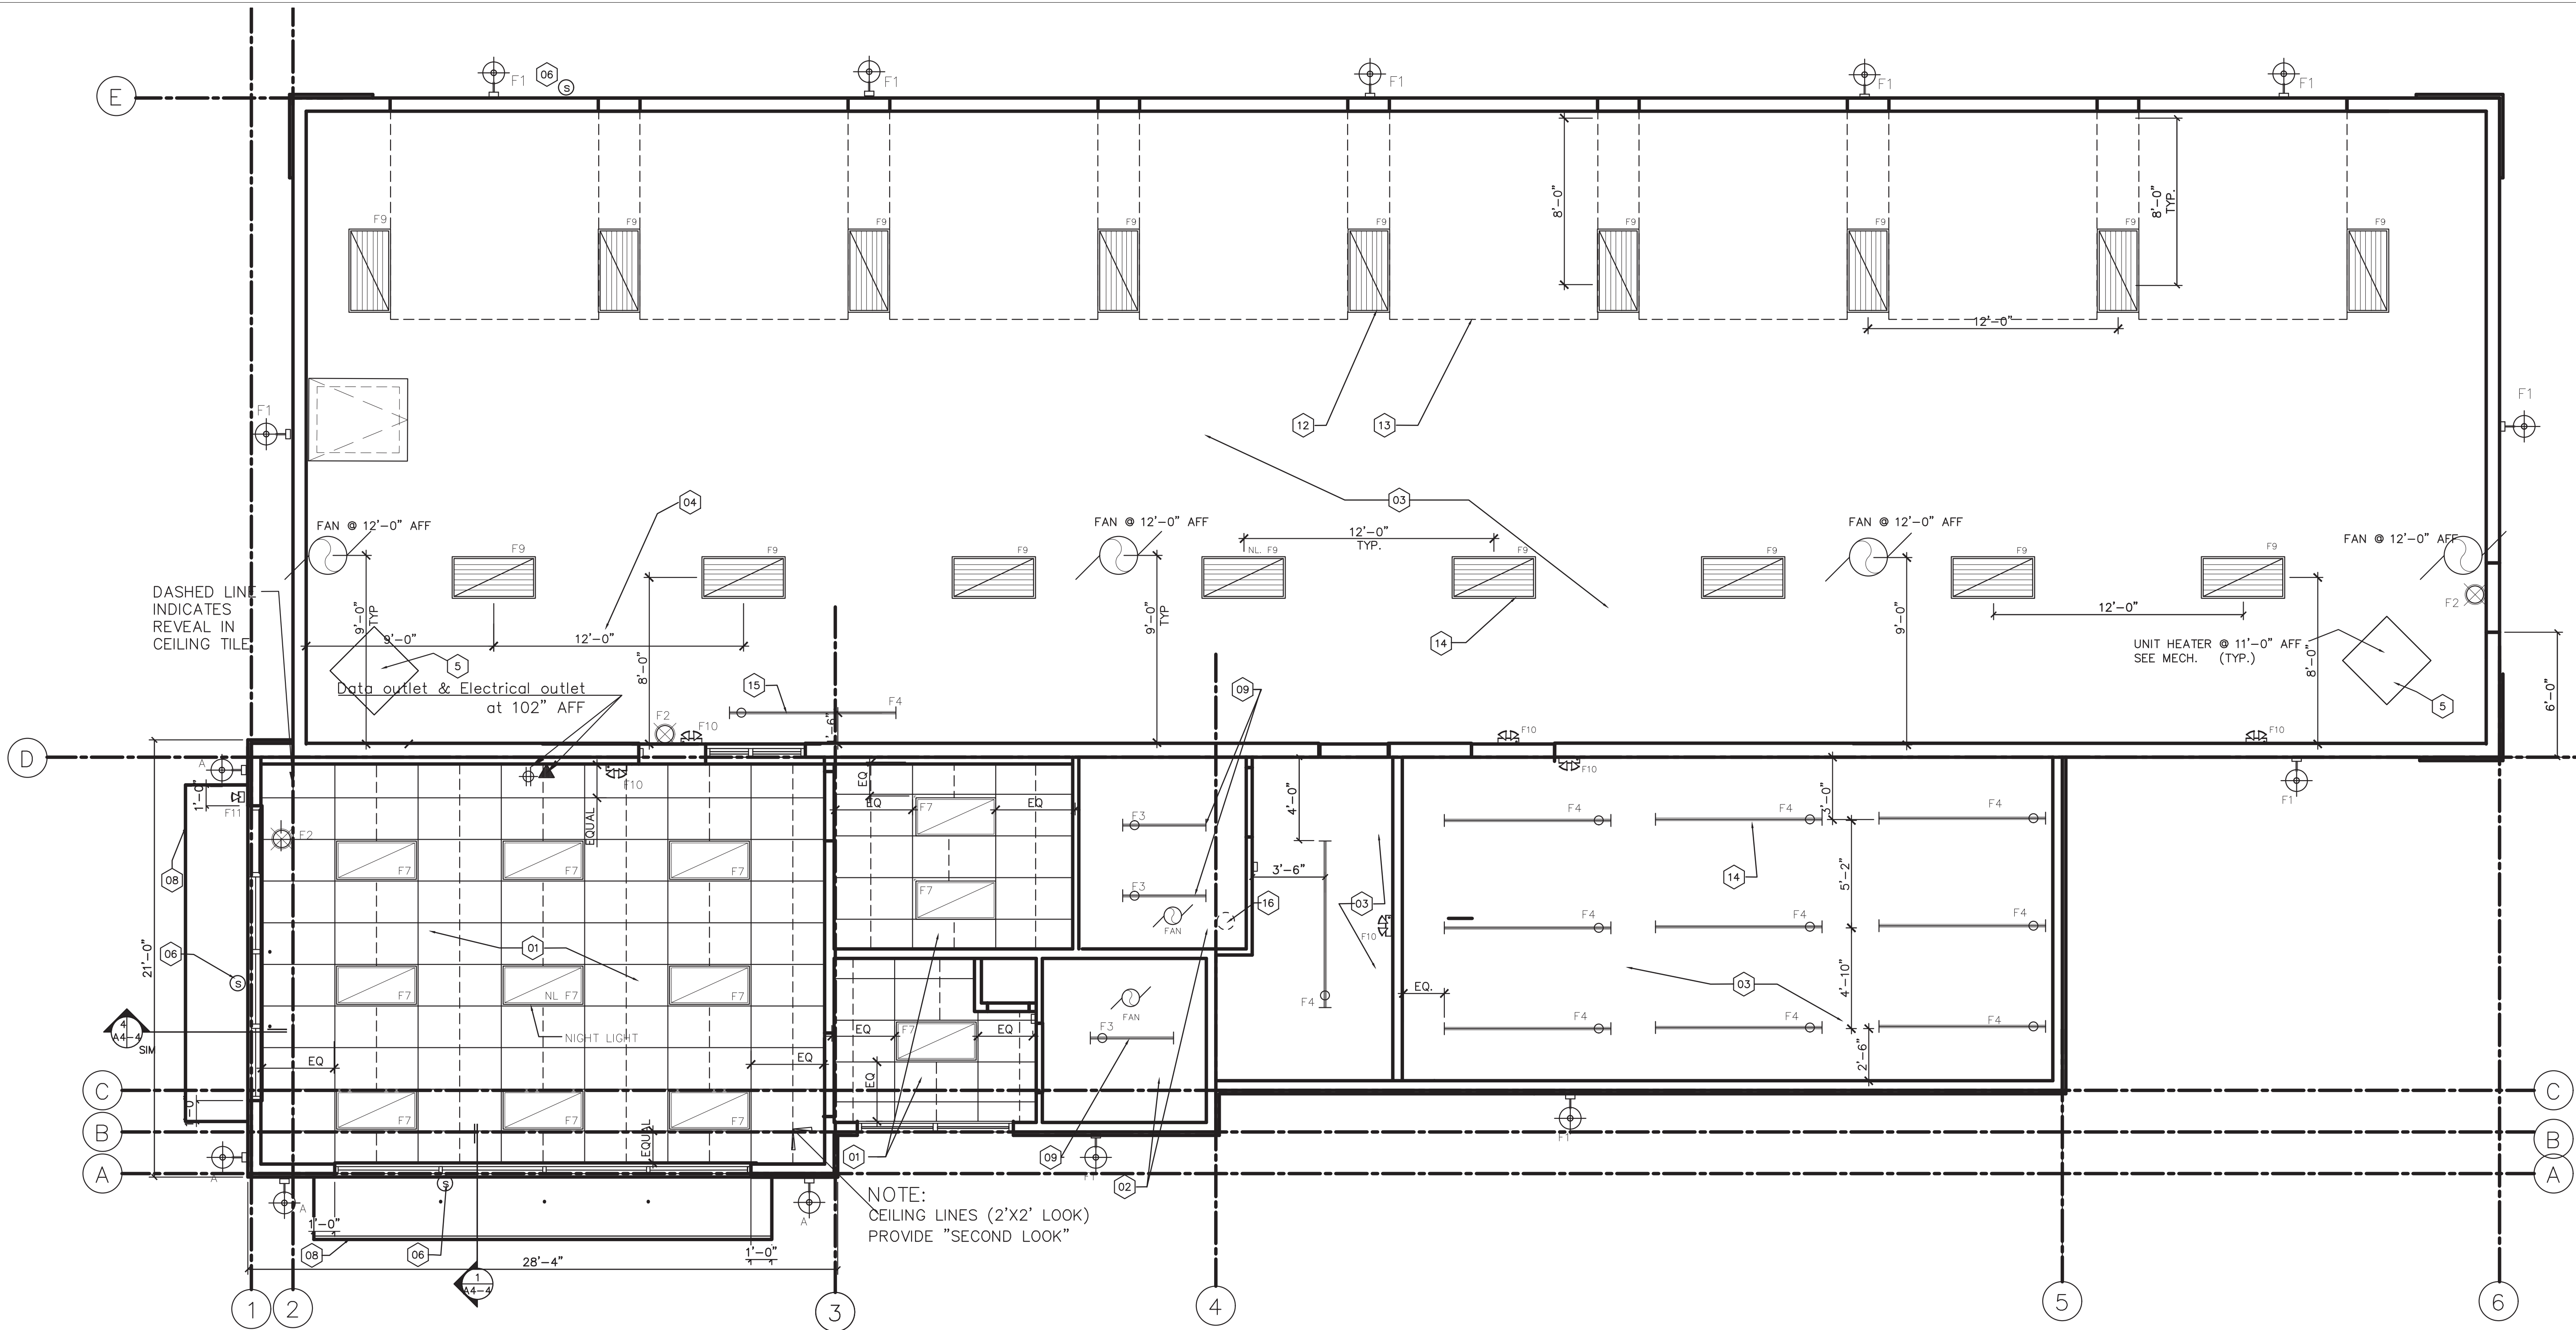 F1
06
S
F1
F1
F1
F1
E
8'-0"
8'-0"
TYP.
F9
F9
F9
F9
F9
F9
F9
F9
F9
12'-0"
F1
12
13
F1
04
03
FAN @ 12'-0" AFF
FAN @ 12'-0" AFF
FAN @ 12'-0" AFF
FAN @ 12'-0" AFF
12'-0"
TYP.
F9
F9
F9
NL. F9
F9
F9
F9
F9
DASHED LINE
INDICATES
REVEAL IN
CEILING TILE
9'-0"
TYP
9'-0"
12'-0"
8'-0"
9'-0"
TYP
9'-0"
12'-0"
8'-0"
6'-0"
F2
14
5
UNIT HEATER @ 11'-0" AFF
SEE MECH. (TYP.)
5
Data outlet & Electrical outlet
at 102" AFF
15
F4
09
F2
F10
F10
F10
D
A
1'-0"
F11
F2
F10
EQUAL
EQ
EQ
F7
EQ
F3
4'-0"
F10
F4
F4
F4
3'-0"
F1
08
F7
F7
F7
F7
F3
FAN
16
3'-6"
03
F10
14
5'-2"
21'-0"
06
S
01
F4
F4
F4
4
A4-4
SIM
F7
NL F7
F7
NIGHT LIGHT
EQ
EQ
EQ
F7
EQ
EQ
FAN
F3
F4
EQ.
03
4'-10"
F4
F4
F4
2'-6"
C
C
F7
F7
F7
EQUAL
B
B
F1
A
A
A
01
09
F1
02
S
A
A
NOTE:
CEILING LINES (2'X2' LOOK)
PROVIDE "SECOND LOOK"
1'-0"
08
06
1'-0"
28'-4"
1
A4-4
1
2
3
4
5
6